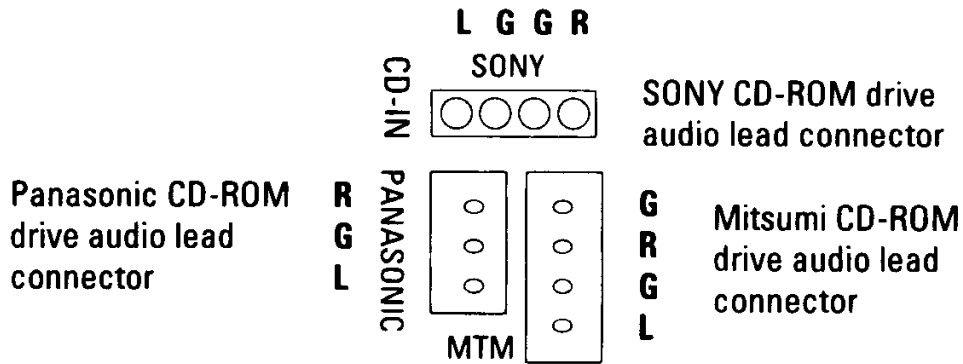 L G G R
SONY
CD-IN
SONY CD-ROM drive
audio lead connector
Panasonic CD-ROM
drive audio lead
connector
R
G
L
PANASONIC
G
R
G
L
Mitsumi CD-ROM
drive audio lead
connector
MTM